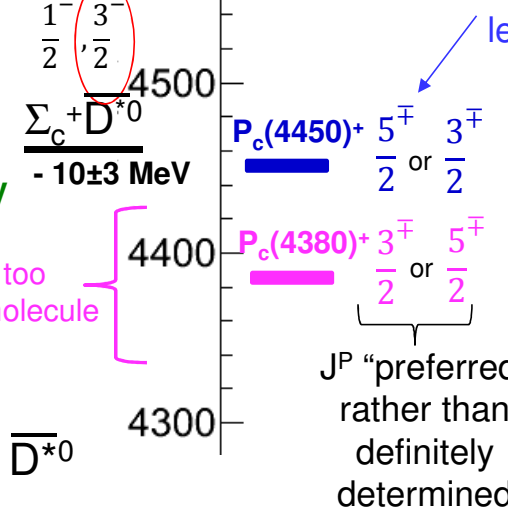 1/2⁻ , 3/2⁻
4500
Σc⁺D̅*⁰
- 10±3 MeV
le
Pc(4450)⁺ 5/2∓ or 3/2∓
4400
Pc(4380)⁺ 3/2∓ or 5/2∓
too
olecule
4300
D̅*⁰
Jᴾ “preferred
rather than
definitely
determined